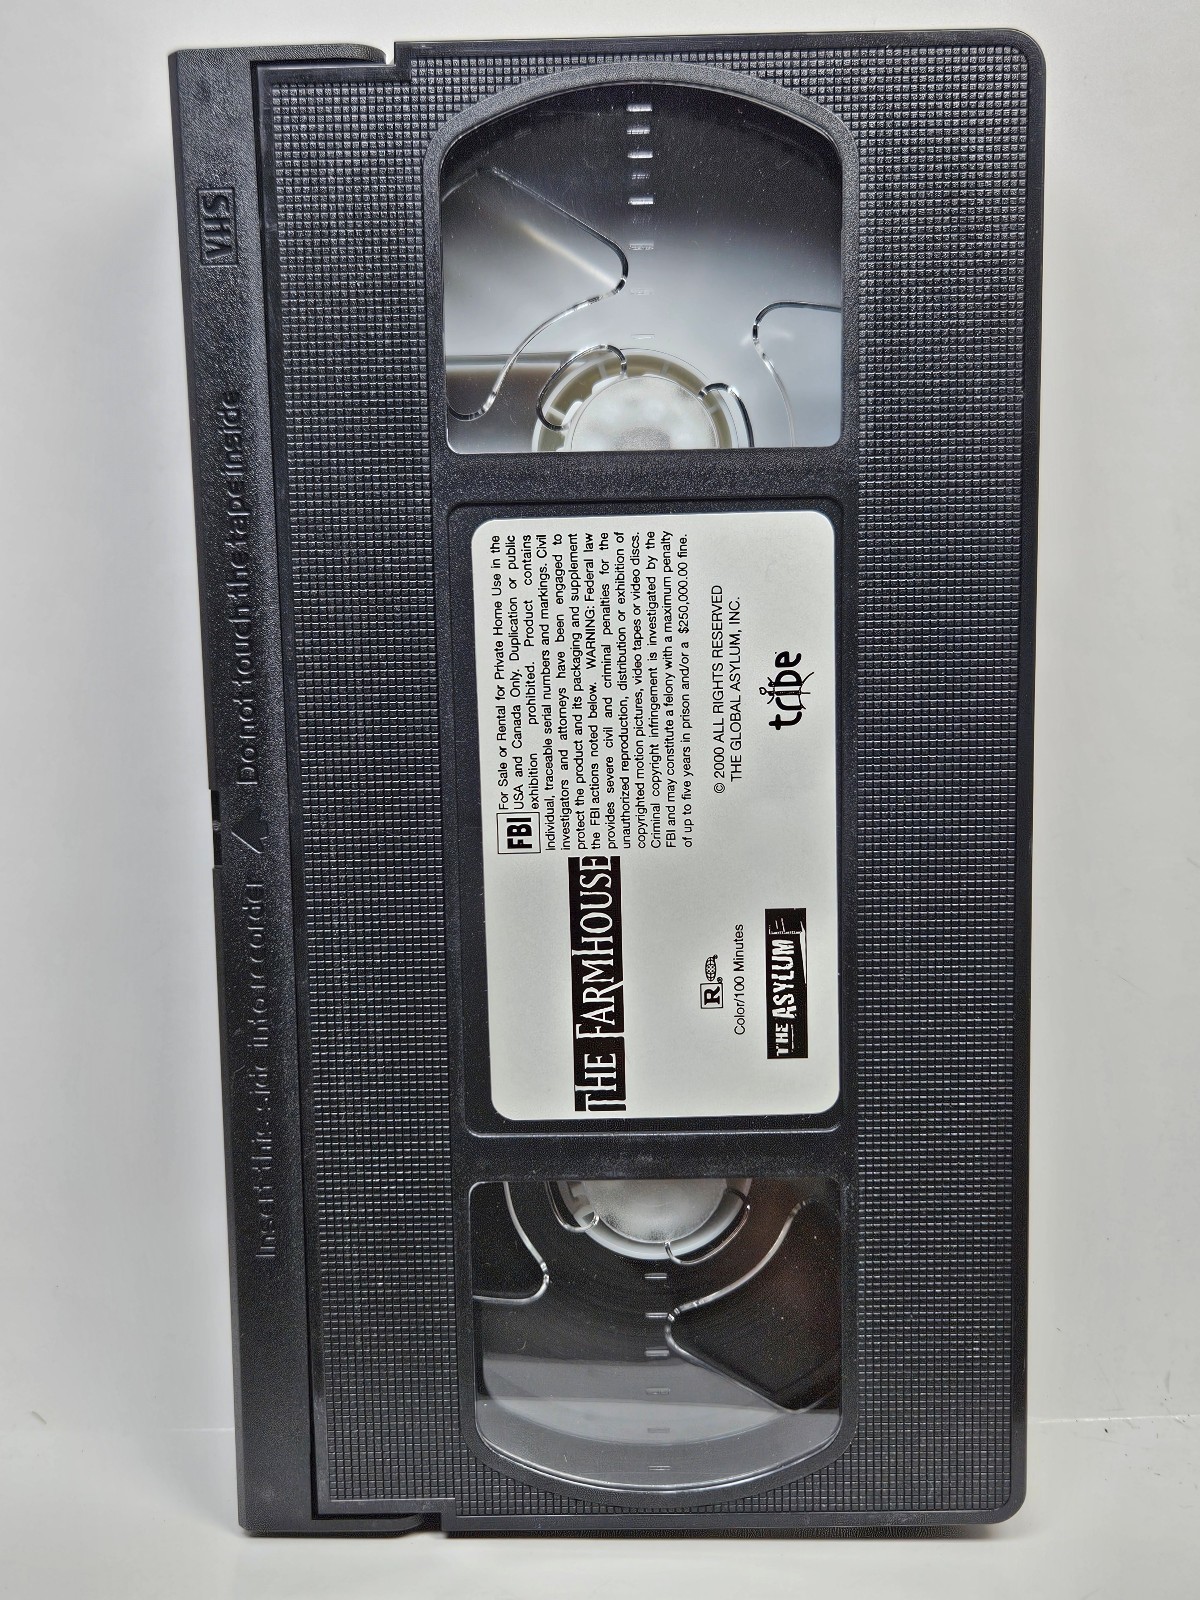 VHS
Insert this side into recorder
Do not touch the tape inside
THE FARMHOUSE
R
®
Color/100 Minutes
THE ASYLUM
FBI
For Sale or Rental for Private Home Use in the
USA and Canada Only. Duplication or public
exhibition prohibited. Product contains
individual, traceable serial numbers and markings. Civil
investigators and attorneys have been engaged to
protect the product and its packaging and supplement
the FBI actions noted below. WARNING: Federal law
provides severe civil and criminal penalties for the
unauthorized reproduction, distribution or exhibition of
copyrighted motion pictures, video tapes or video discs.
Criminal copyright infringement is investigated by the
FBI and may constitute a felony with a maximum penalty
of up to five years in prison and/or a $250,000.00 fine.
© 2000 ALL RIGHTS RESERVED
THE GLOBAL ASYLUM, INC.
tribe